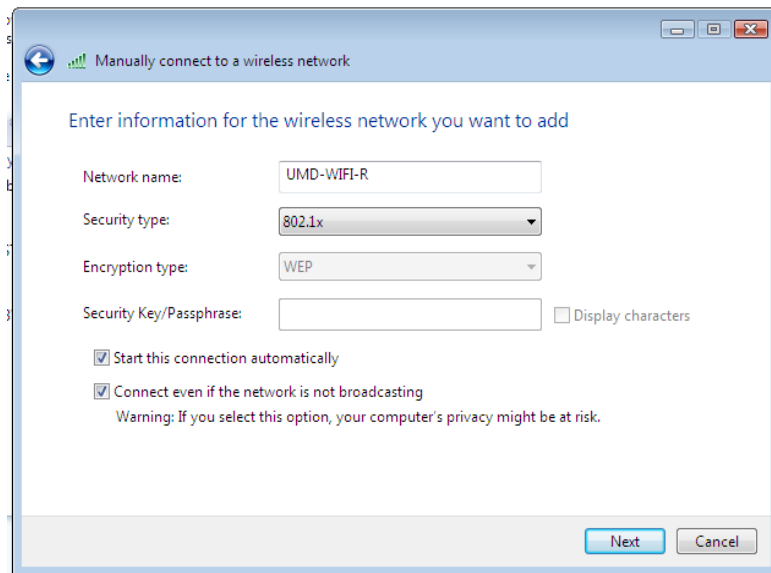 Manually connect to a wireless network
Enter information for the wireless network you want to add
Network name: UMD-WIFI-R
Security type: 802.1x
Encryption type: WEP
Security Key/Passphrase: Display characters
Start this connection automatically
Connect even if the network is not broadcasting
Warning: If you select this option, your computer's privacy might be at risk.
Next Cancel